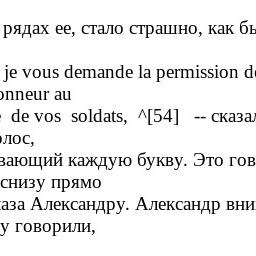 рядах ее, стало страшно, как бы
je vous demande la permission de
onneur au
de vos soldats, ^[54] -- сказал
олос,
вающий каждую букву. Это гов
снизу прямо
аза Александру. Александр вни
у говорили,